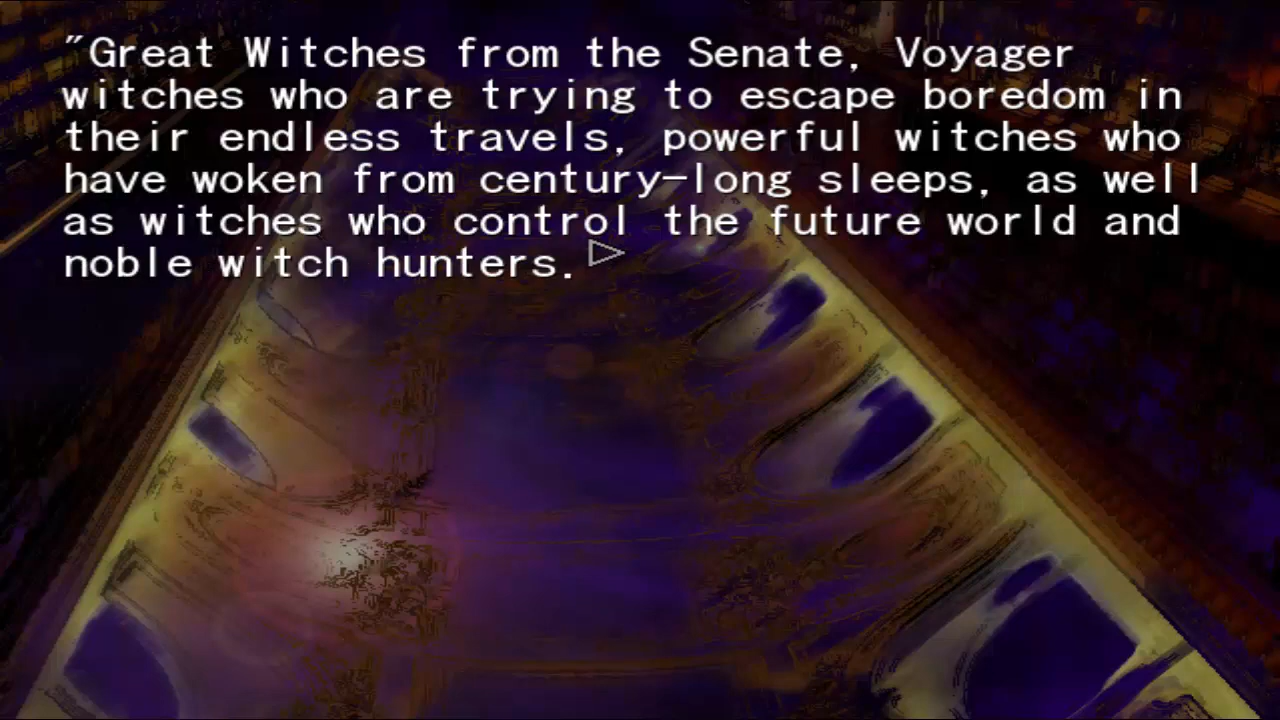 "Great Witches from the Senate, Voyager
witches who are trying to escape boredom in
their endless travels, powerful witches who
have woken from century-long sleeps, as well
as witches who control the future world and
noble witch hunters.